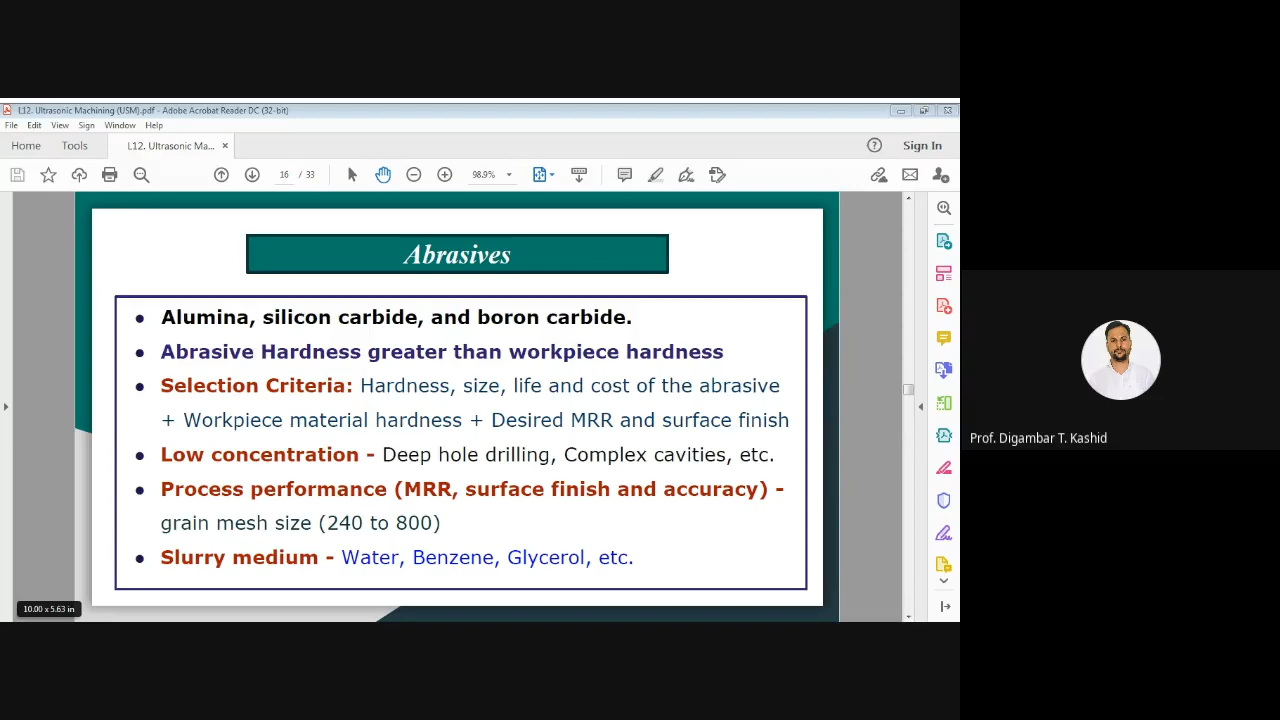 L12. Ultrasonic Machining (USM).pdf - Adobe Acrobat Reader DC (32-bit)
File Edit View Sign Window Help
Home Tools L12. Ultrasonic Ma... × Sign In
16 / 33 98.9%
Abrasives
• Alumina, silicon carbide, and boron carbide.
• Abrasive Hardness greater than workpiece hardness
• Selection Criteria: Hardness, size, life and cost of the abrasive
+ Workpiece material hardness + Desired MRR and surface finish
• Low concentration - Deep hole drilling, Complex cavities, etc.
• Process performance (MRR, surface finish and accuracy) -
grain mesh size (240 to 800)
• Slurry medium - Water, Benzene, Glycerol, etc.
10.00 x 5.63 in
Prof. Digambar T. Kashid